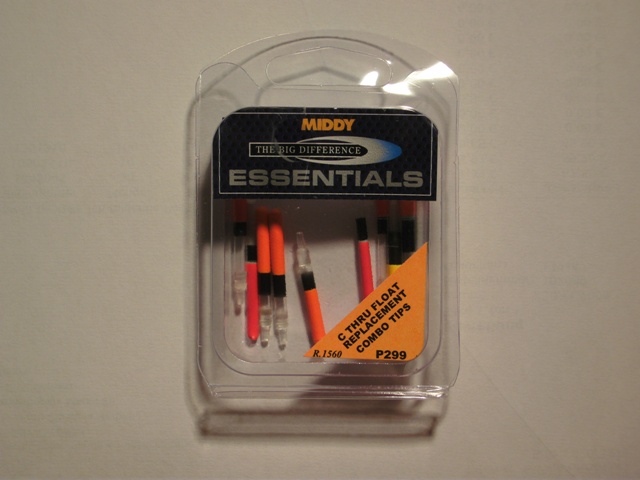 MIDDY
THE BIG DIFFERENCE
ESSENTIALS
C THRU FLOAT
REPLACEMENT
COMBO TIPS
R.1560
P299